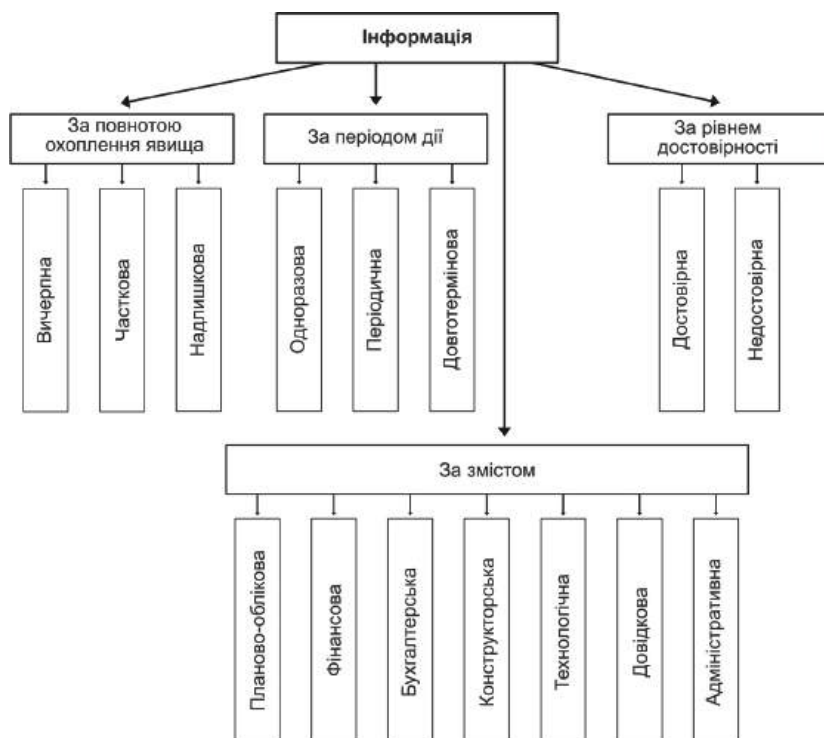 Інформація
За повнотою
охоплення явища
За періодом дії
За рівнем
достовірності
Вичерпна
Часткова
Надлишкова
Одноразова
Періодична
Довготермінова
Достовірна
Недостовірна
За змістом
Планово-облікова
Фінансова
Бухгалтерська
Конструкторська
Технологічна
Довідкова
Адміністративна